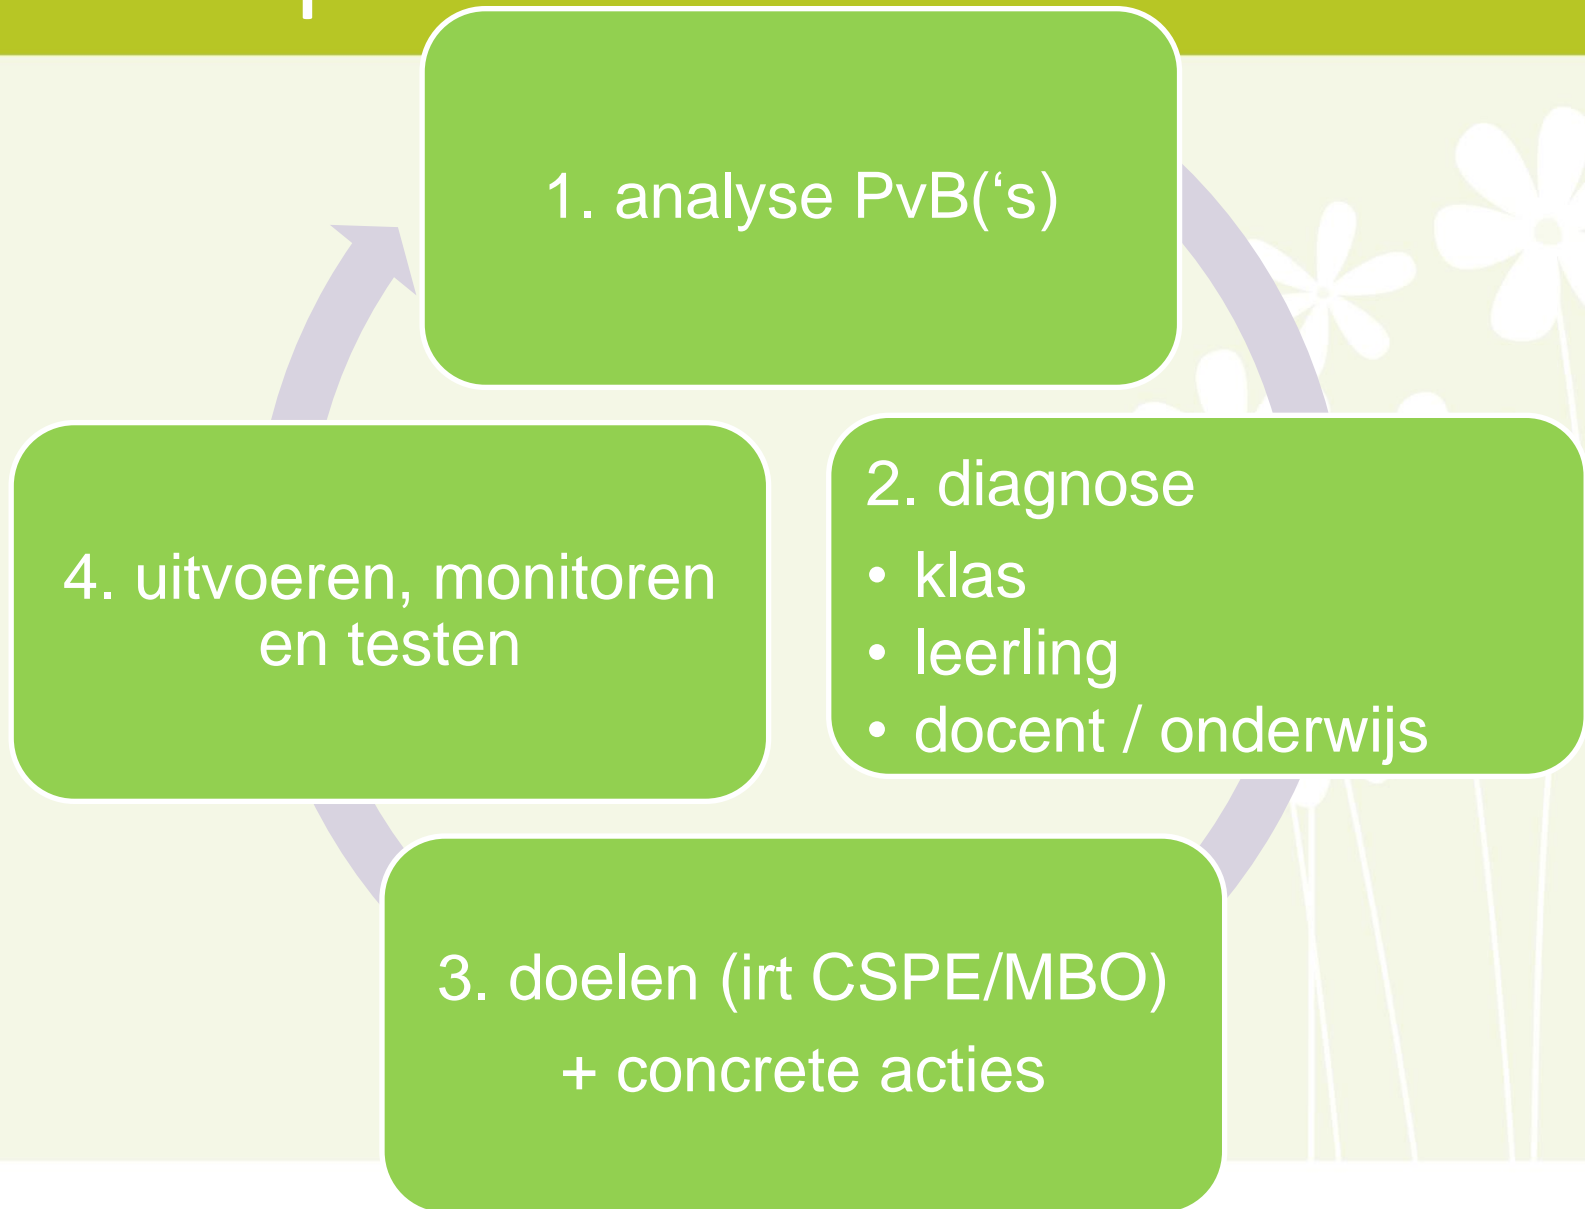 1. analyse PvB(‘s)
2. diagnose
• klas
• leerling
• docent / onderwijs
3. doelen (irt CSPE/MBO)
+ concrete acties
4. uitvoeren, monitoren
en testen